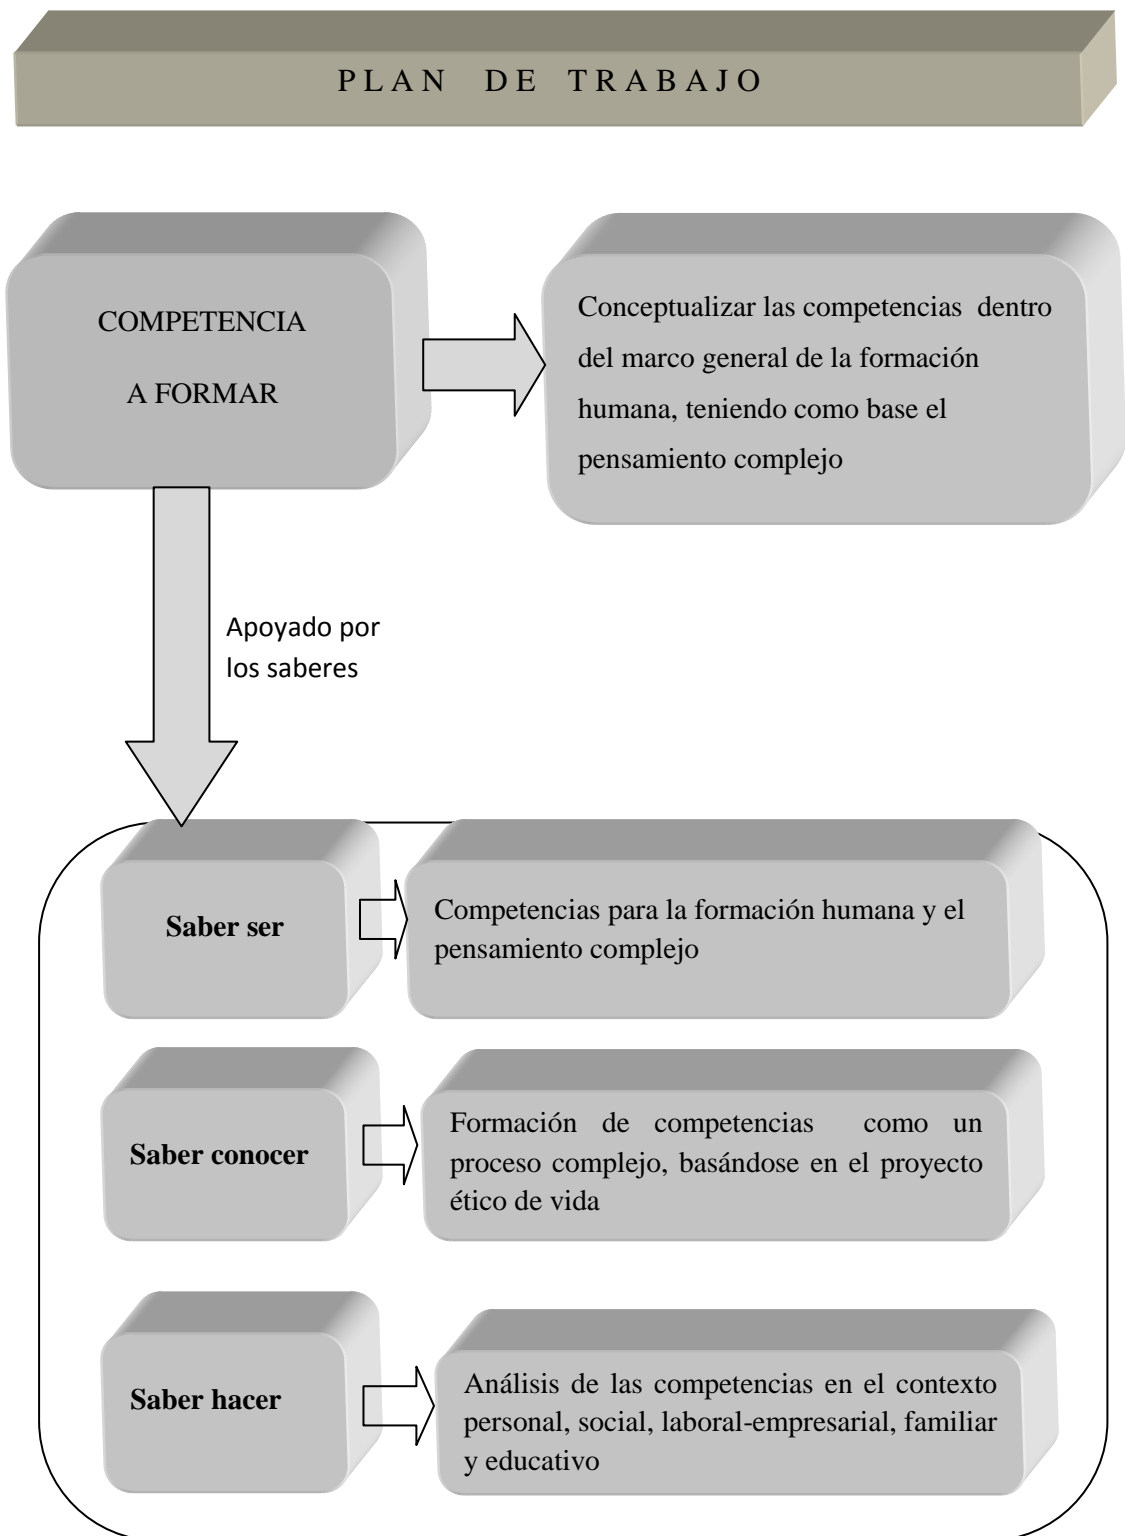 PLAN DE TRABAJO
COMPETENCIA
A FORMAR
Conceptualizar las competencias dentro
del marco general de la formación
humana, teniendo como base el
pensamiento complejo
Apoyado por
los saberes
Saber ser
Competencias para la formación humana y el
pensamiento complejo
Saber conocer
Formación de competencias como un
proceso complejo, basándose en el proyecto
ético de vida
Saber hacer
Análisis de las competencias en el contexto
personal, social, laboral-empresarial, familiar
y educativo